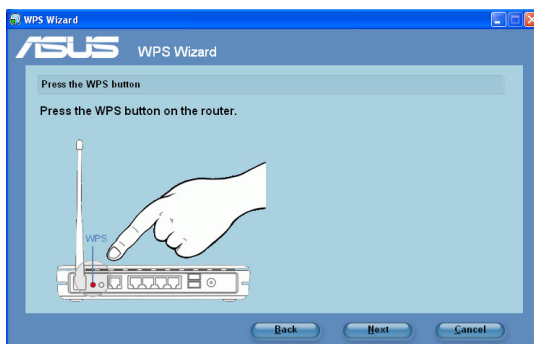 WPS Wizard
ASUS WPS Wizard
Press the WPS button
Press the WPS button on the router.
WPS
Back Next Cancel